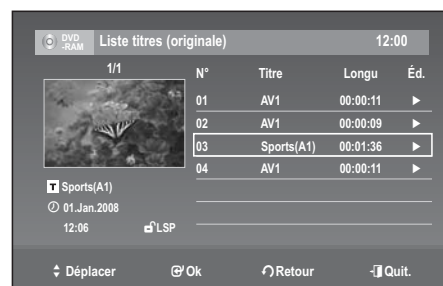 DVD -RAM Liste titres (originale) 12:00
1/1
N° Titre Longu Éd.
01 AV1 00:00:11
02 AV1 00:00:09
03 Sports(A1) 00:01:36
04 AV1 00:00:11
T Sports(A1)
01.Jan.2008
12:06 LSP
Déplacer Ok Retour Quit.